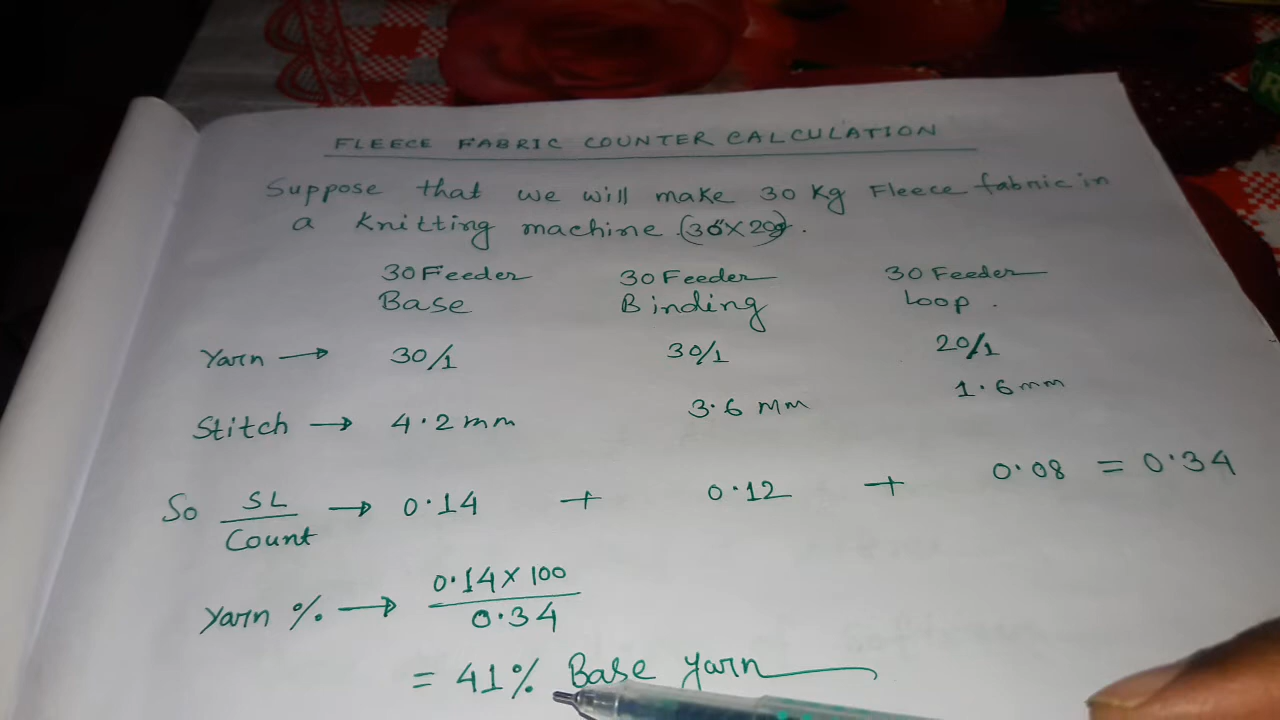 FLEECE FABRIC COUNTER CALCULATION
Suppose that we will make 30 Kg Fleece fabric in
a Knitting machine (30"X20g).
30 Feeder 30 Feeder 30 Feeder
Base Binding Loop.
Yarn → 30/1 30/1 20/1
Stitch → 4.2 mm 3.6 mm 1.6 mm
So SL/Count → 0.14 + 0.12 + 0.08 = 0.34
Yarn % → 0.14 X 100 / 0.34
= 41% Base Yarn